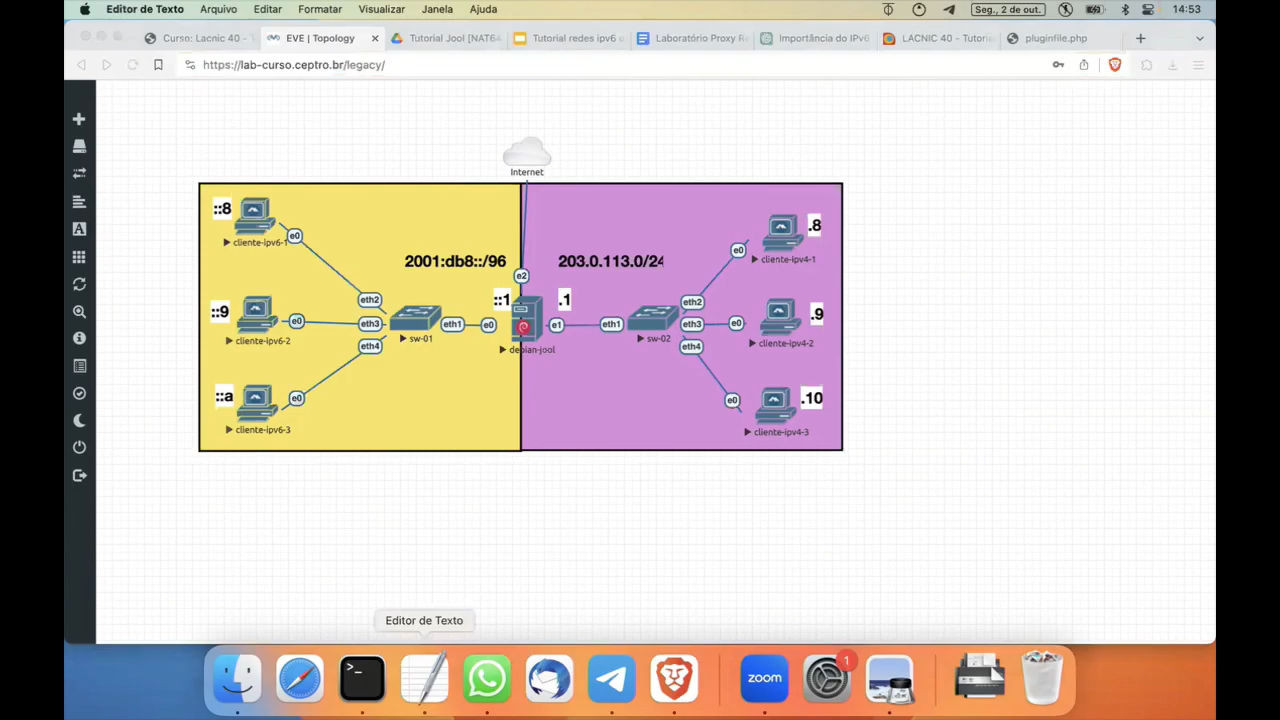 Editor de Texto Arquivo Editar Formatar Visualizar Janela Ajuda Seg., 2 de out. 14:53
Curso: Lacnic 40 - EVE | Topology Tutorial Jool [NAT64 Tutorial redes ipv6 Laboratório Proxy Re Importância do IPv6 LACNIC 40 - Tutorie pluginfile.php
https://lab-curso.ceptro.br/legacy/
Internet
::8
cliente-ipv6-1
e0
2001:db8::/96
203.0.113.0/24
.8
cliente-ipv4-1
e0
e2
::9
cliente-ipv6-2
e0
eth2
eth3
eth4
sw-01
eth1
e0
::1
.1
debian-jool
e1
eth1
sw-02
eth2
eth3
eth4
e0
.9
cliente-ipv4-2
::a
cliente-ipv6-3
e0
e0
.10
cliente-ipv4-3
Editor de Texto
>_
zoom
1